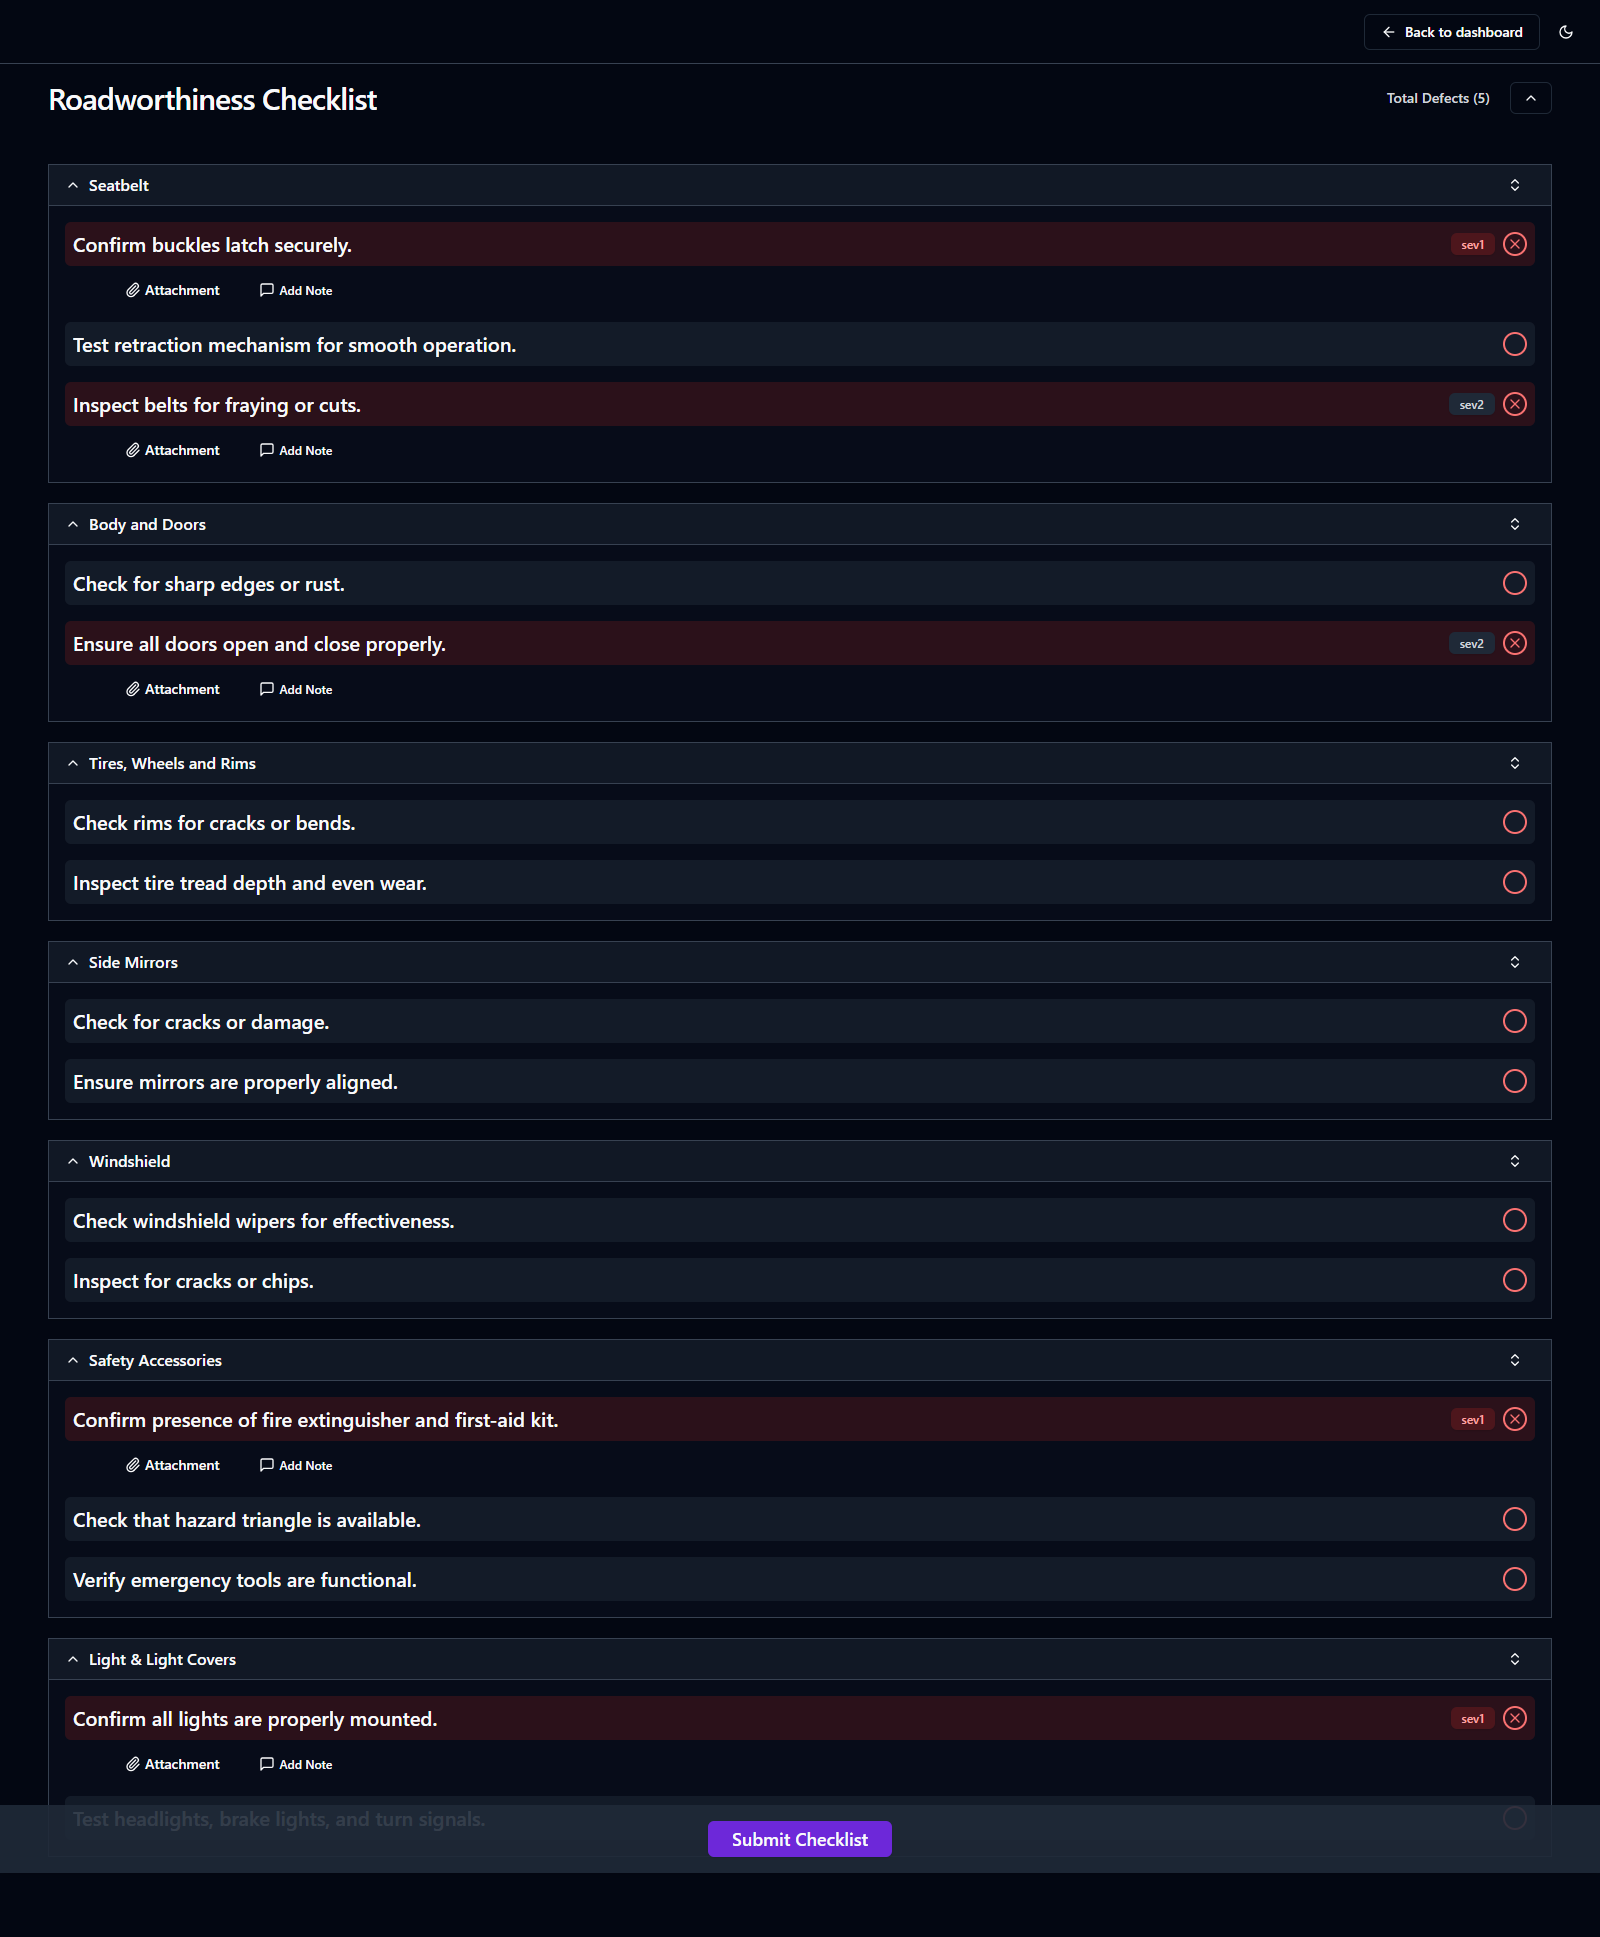 Back to dashboard
Roadworthiness Checklist
Total Defects (5)
Seatbelt
Confirm buckles latch securely.
sev1
Attachment
Add Note
Test retraction mechanism for smooth operation.
Inspect belts for fraying or cuts.
sev2
Attachment
Add Note
Body and Doors
Check for sharp edges or rust.
Ensure all doors open and close properly.
sev2
Attachment
Add Note
Tires, Wheels and Rims
Check rims for cracks or bends.
Inspect tire tread depth and even wear.
Side Mirrors
Check for cracks or damage.
Ensure mirrors are properly aligned.
Windshield
Check windshield wipers for effectiveness.
Inspect for cracks or chips.
Safety Accessories
Confirm presence of fire extinguisher and first-aid kit.
sev1
Attachment
Add Note
Check that hazard triangle is available.
Verify emergency tools are functional.
Light & Light Covers
Confirm all lights are properly mounted.
sev1
Attachment
Add Note
Test headlights, brake lights, and turn signals.
Submit Checklist